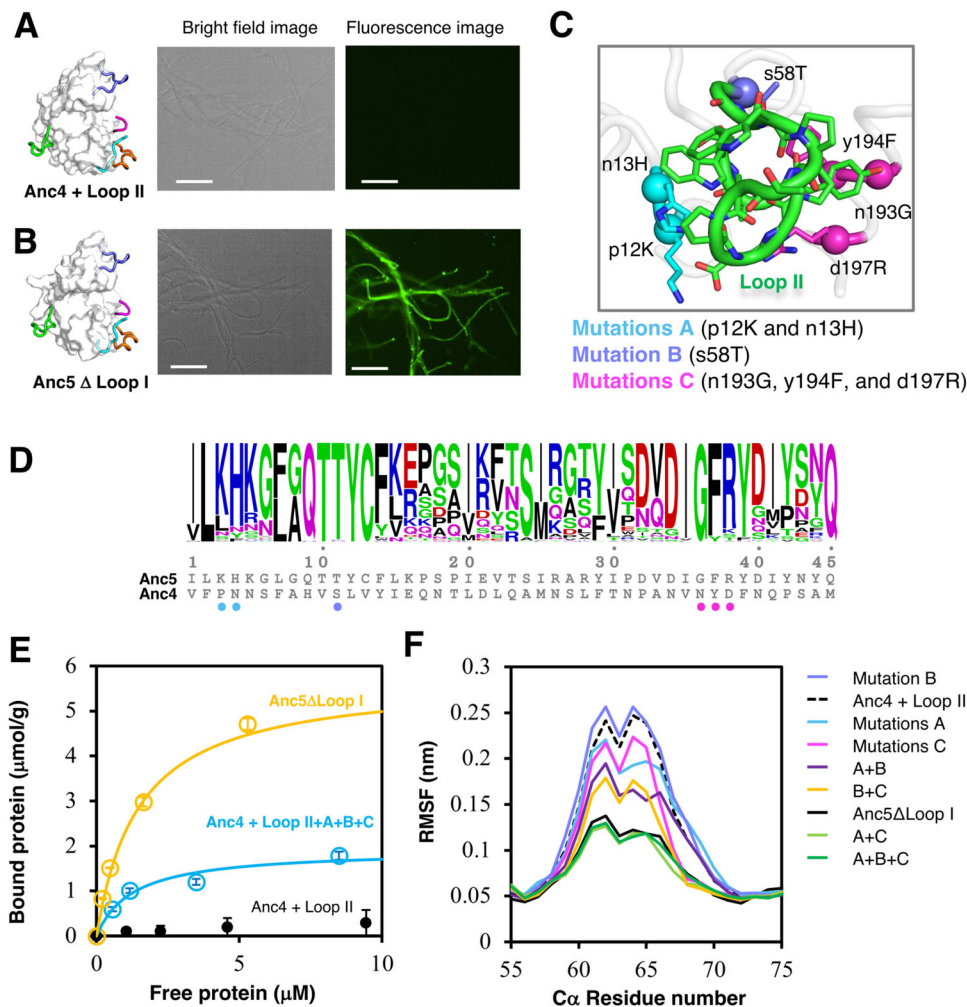 A
Bright field image
Fluorescence image
Anc4 + Loop II
B
Anc5 Δ Loop I
C
s58T
y194F
n13H
n193G
p12K
d197R
Loop II
Mutations A (p12K and n13H)
Mutation B (s58T)
Mutations C (n193G, y194F, and d197R)
D
1 10 20 30 40 45
Anc5 ILKHKGLGQTTYCFLKPSPIEVTSIRARYIPDVDIGFRYDIYNYQ
Anc4 VFPNNSFAHVSLVYIEQNTLDLQAMNSLFTNPALNVNYDFNQPSAM
E
Bound protein (μmol/g)
6
5
4
3
2
1
0
Anc5ΔLoop I
Anc4 + Loop II+A+B+C
Anc4 + Loop II
0 5 10
Free protein (μM)
F
RMSF (nm)
0.3
0.25
0.2
0.15
0.1
0.05
0
55 60 65 70 75
Cα Residue number
Mutation B
Anc4 + Loop II
Mutations A
Mutations C
A+B
B+C
Anc5ΔLoop I
A+C
A+B+C